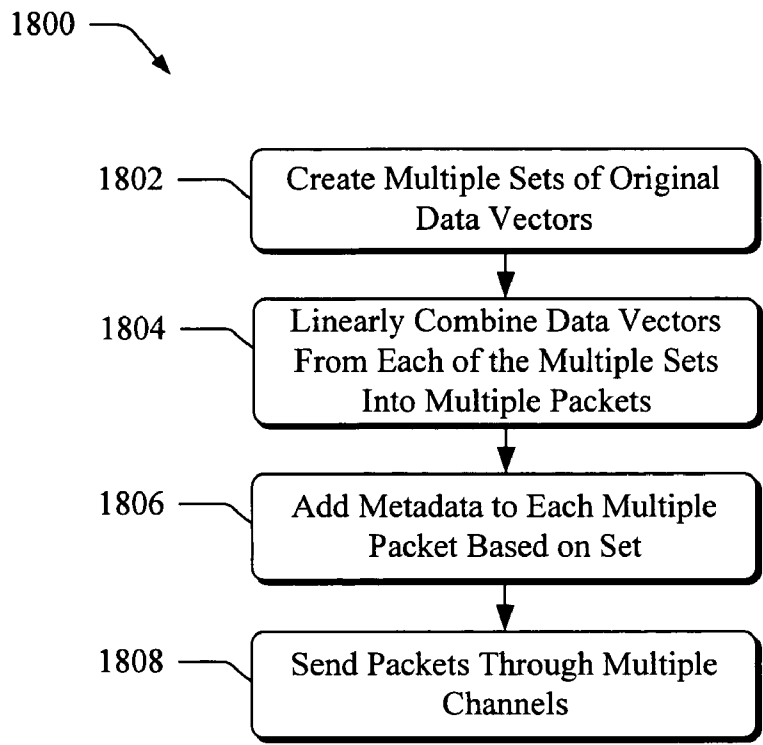 1800
1802
Create Multiple Sets of Original
Data Vectors
1804
Linearly Combine Data Vectors
From Each of the Multiple Sets
Into Multiple Packets
1806
Add Metadata to Each Multiple
Packet Based on Set
1808
Send Packets Through Multiple
Channels